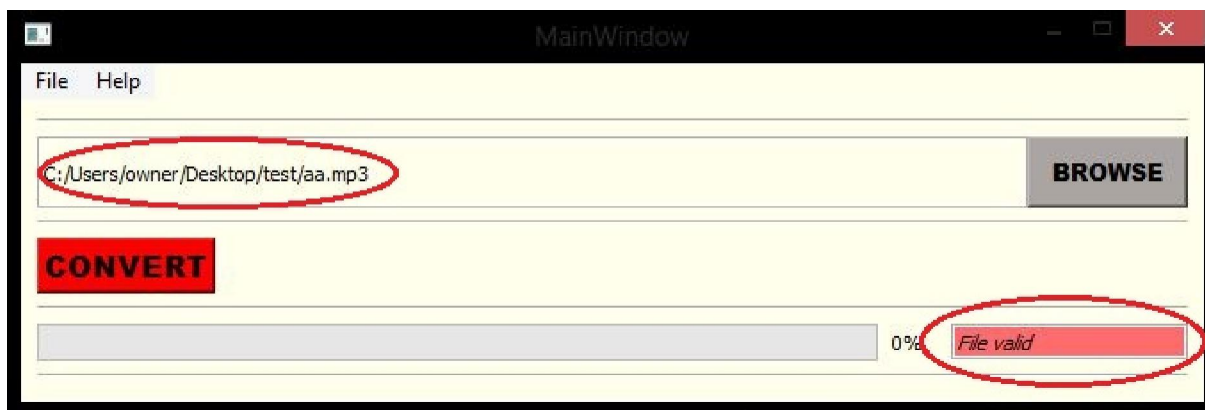 MainWindow
File Help
C:/Users/owner/Desktop/test/aa.mp3
BROWSE
CONVERT
0%
File valid